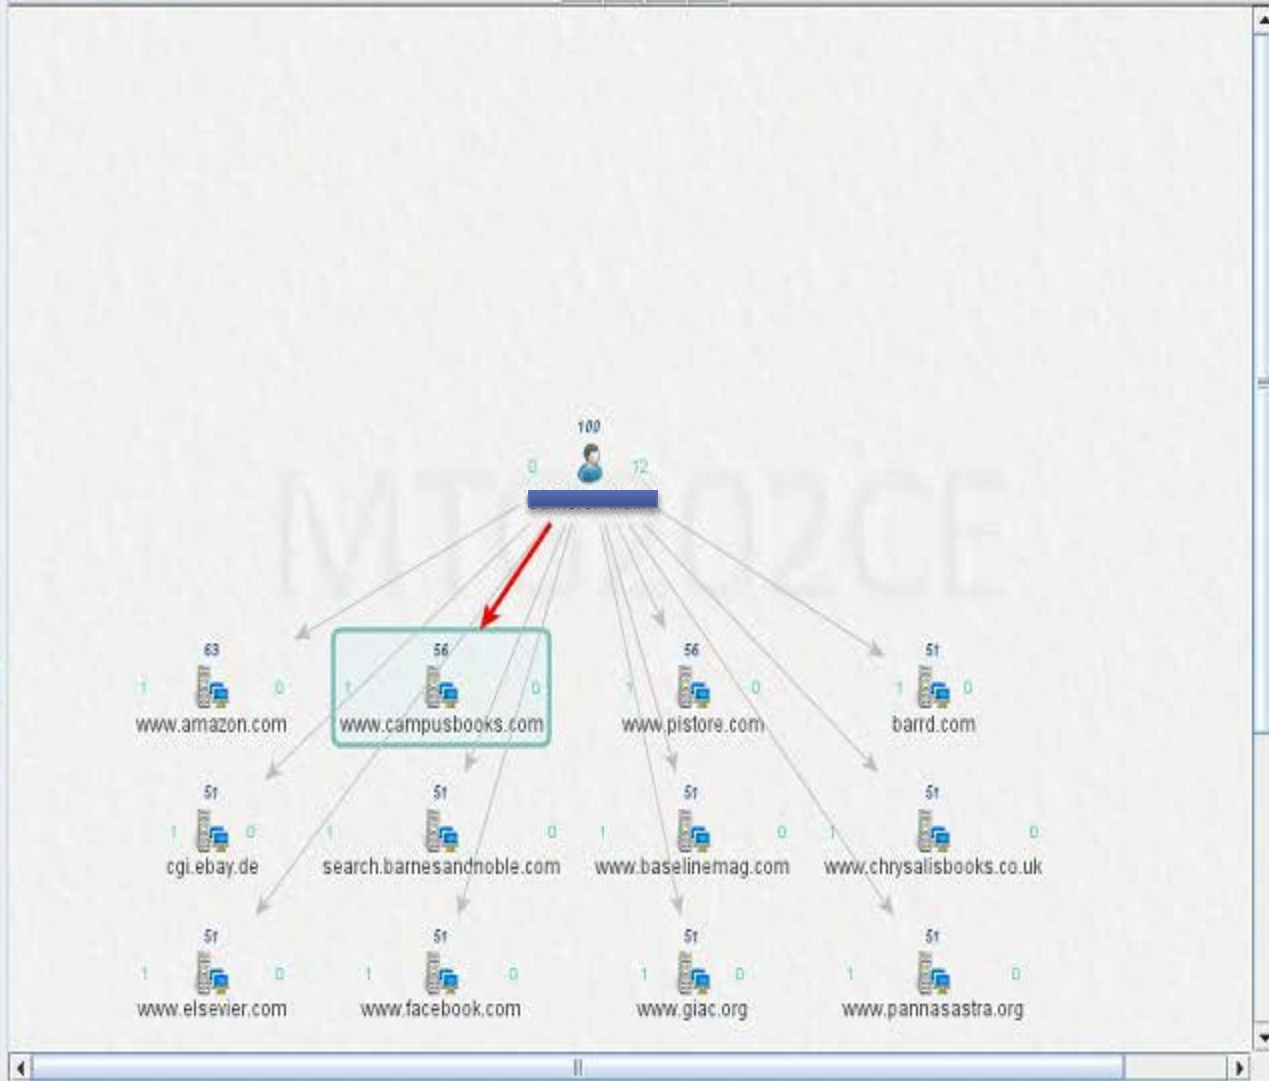 100
0 12
63 56 56 51
1 0 1 0 1 0 1 0
www.amazon.com www.campusbooks.com www.pistore.com barrd.com
51 51 51 51
1 0 1 0 1 0 1 0
cgi.ebay.de search.barnesandnoble.com www.baselinemag.com www.chrysalisbooks.co.uk
51 51 51 51
1 0 1 0 1 0 1 0
www.elsevier.com www.facebook.com www.giac.org www.pannasastra.org